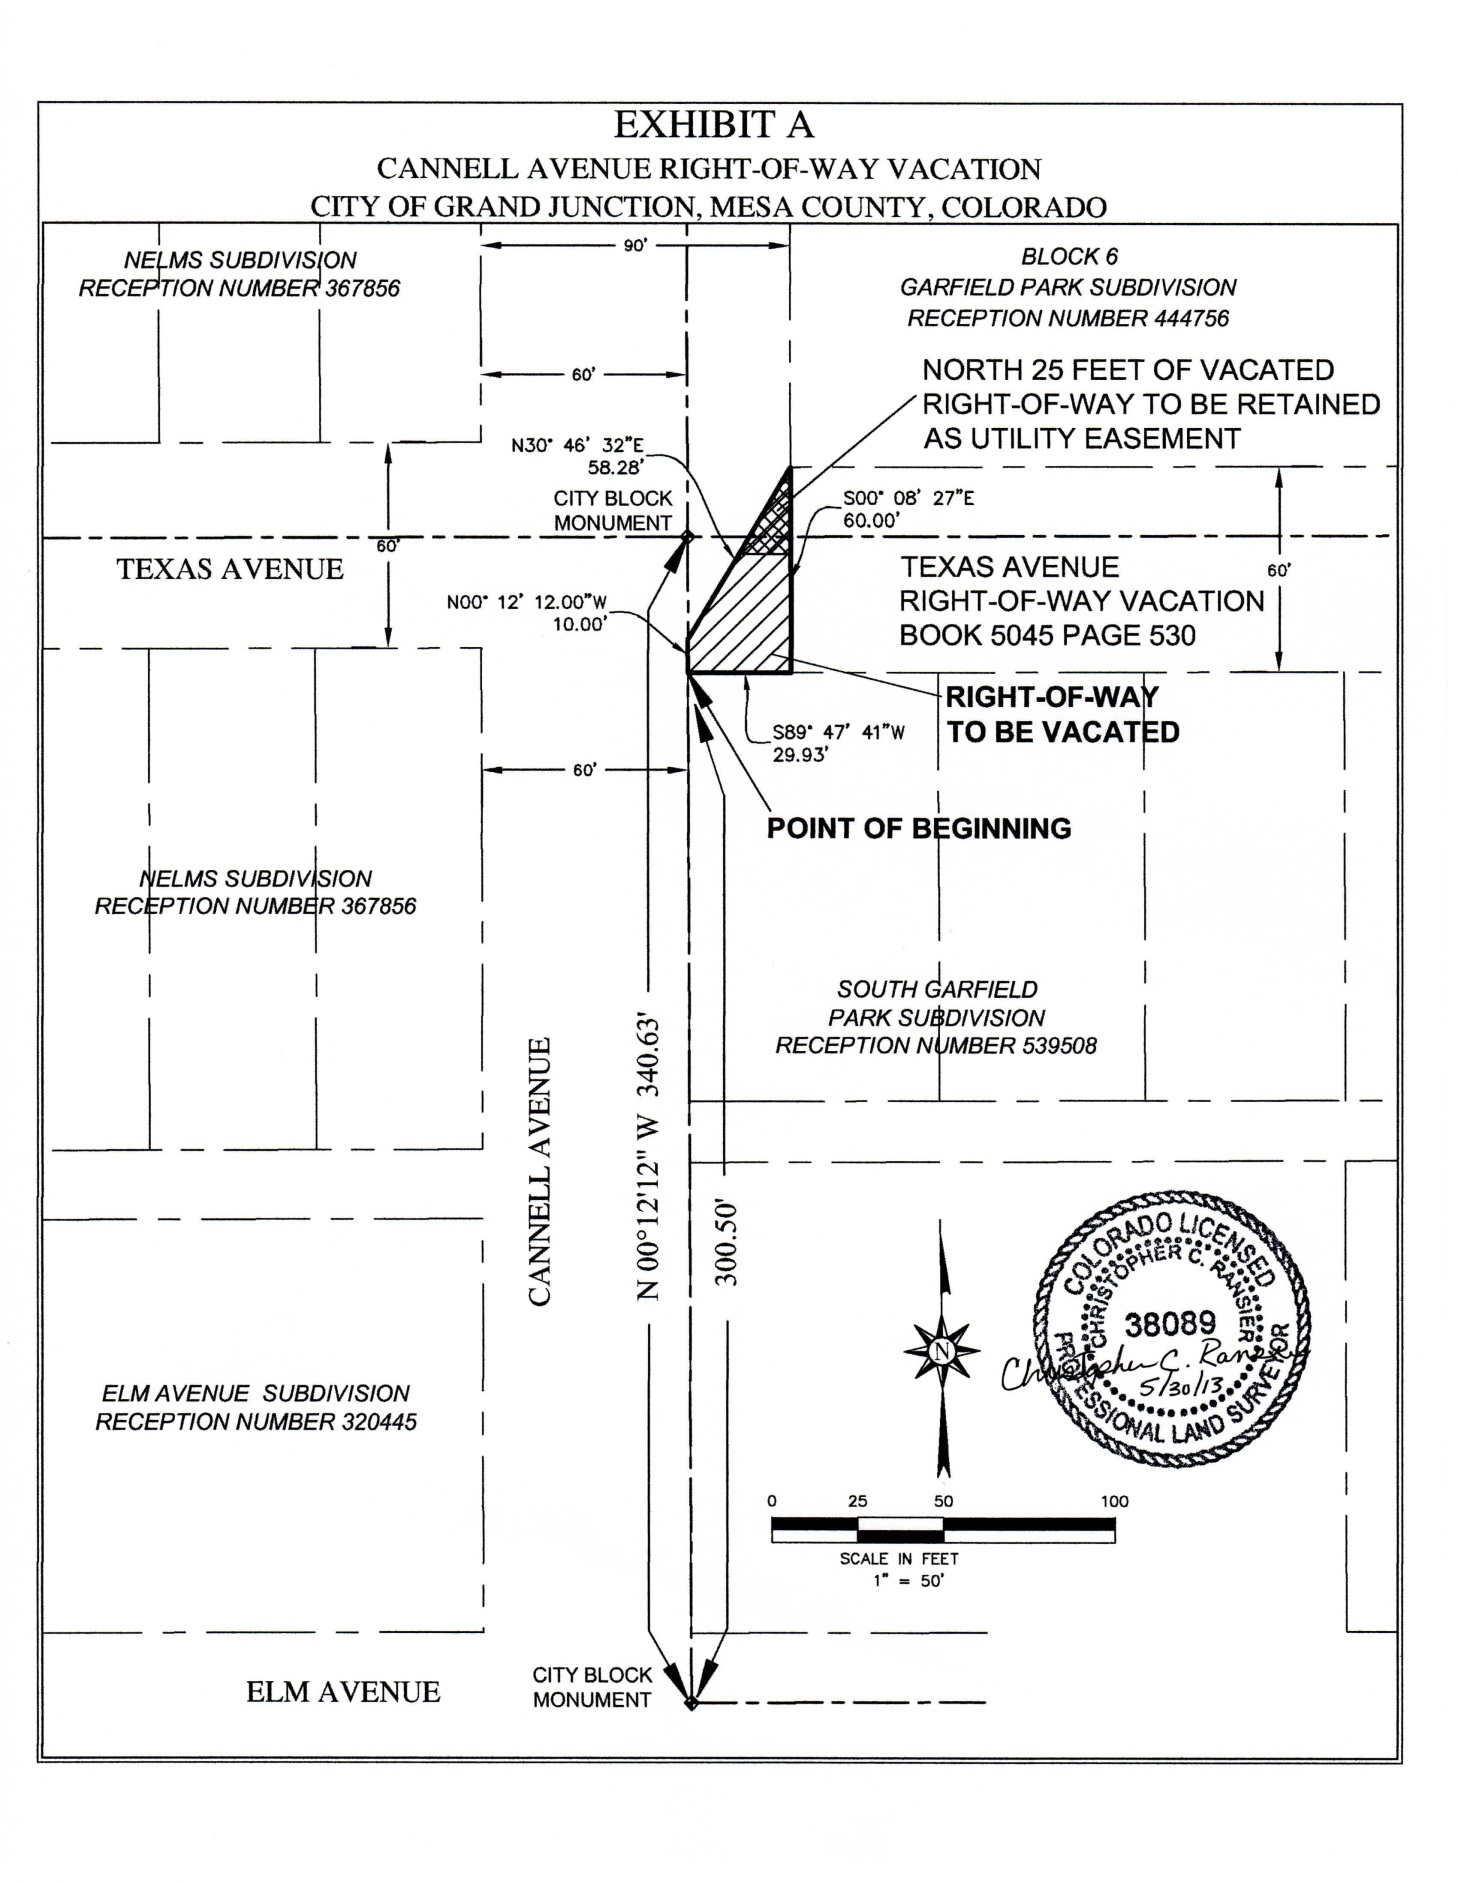 EXHIBIT A
CANNELL AVENUE RIGHT-OF-WAY VACATION
CITY OF GRAND JUNCTION, MESA COUNTY, COLORADO
NELMS SUBDIVISION
RECEPTION NUMBER 367856
90'
BLOCK 6
GARFIELD PARK SUBDIVISION
RECEPTION NUMBER 444756
60'
NORTH 25 FEET OF VACATED
RIGHT-OF-WAY TO BE RETAINED
AS UTILITY EASEMENT
N30° 46' 32"E
58.28'
CITY BLOCK
MONUMENT
S00° 08' 27"E
60.00'
60'
TEXAS AVENUE
N00° 12' 12.00"W
10.00'
TEXAS AVENUE
RIGHT-OF-WAY VACATION
BOOK 5045 PAGE 530
60'
RIGHT-OF-WAY
TO BE VACATED
S89° 47' 41"W
29.93'
60'
POINT OF BEGINNING
NELMS SUBDIVISION
RECEPTION NUMBER 367856
SOUTH GARFIELD
PARK SUBDIVISION
RECEPTION NUMBER 539508
CANNELL AVENUE
N 00°12'12" W 340.63'
300.50'
COLORADO LICENSED
CHRISTOPHER C. RANSIER
38089
Christopher C. Ransier
5/30/13
PROFESSIONAL LAND SURVEYOR
N
ELM AVENUE SUBDIVISION
RECEPTION NUMBER 320445
0 25 50 100
SCALE IN FEET
1" = 50'
CITY BLOCK
MONUMENT
ELM AVENUE